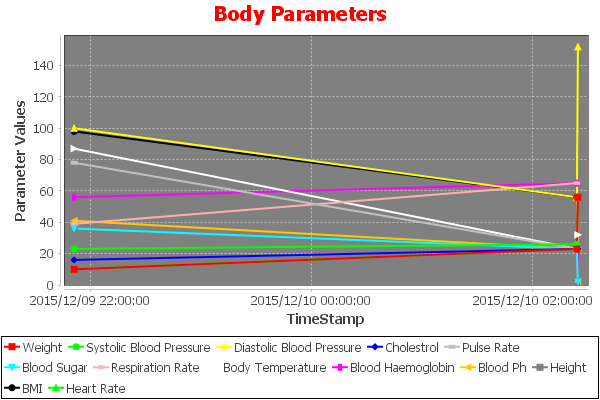 Body Parameters
Parameter Values
140
120
100
80
60
40
20
0
2015/12/09 22:00:00 2015/12/10 00:00:00 2015/12/10 02:00:00
TimeStamp
Weight Systolic Blood Pressure Diastolic Blood Pressure Cholestrol Pulse Rate
Blood Sugar Respiration Rate Body Temperature Blood Haemoglobin Blood Ph Height
BMI Heart Rate